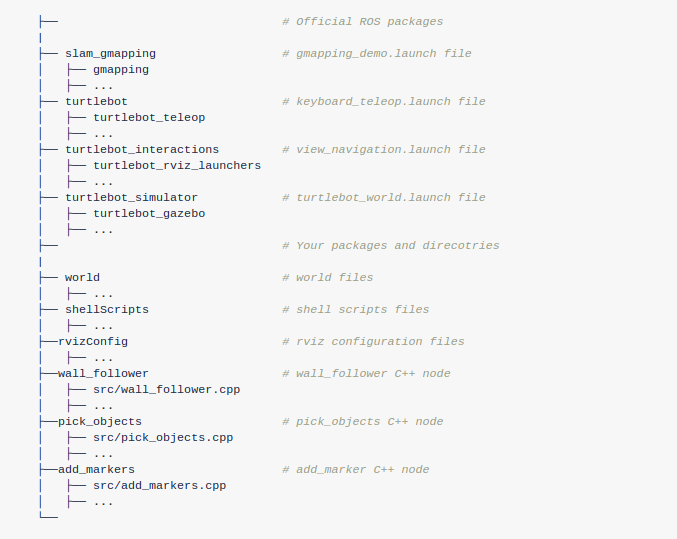 ├──                                # Official ROS packages
|
├── slam_gmapping                  # gmapping_demo.launch file
│   ├── gmapping
│   ├── ...
├── turtlebot                      # keyboard_teleop.launch file
│   ├── turtlebot_teleop
│   ├── ...
├── turtlebot_interactions         # view_navigation.launch file
│   ├── turtlebot_rviz_launchers
│   ├── ...
├── turtlebot_simulator            # turtlebot_world.launch file
│   ├── turtlebot_gazebo
│   ├── ...
├──                                # Your packages and direcotries
|
├── world                          # world files
│   ├── ...
├── shellScripts                   # shell scripts files
│   ├── ...
├──rvizConfig                      # rviz configuration files
│   ├── ...
├──wall_follower                   # wall_follower C++ node
│   ├── src/wall_follower.cpp
│   ├── ...
├──pick_objects                    # pick_objects C++ node
│   ├── src/pick_objects.cpp
│   ├── ...
├──add_markers                     # add_marker C++ node
│   ├── src/add_markers.cpp
│   ├── ...
└──